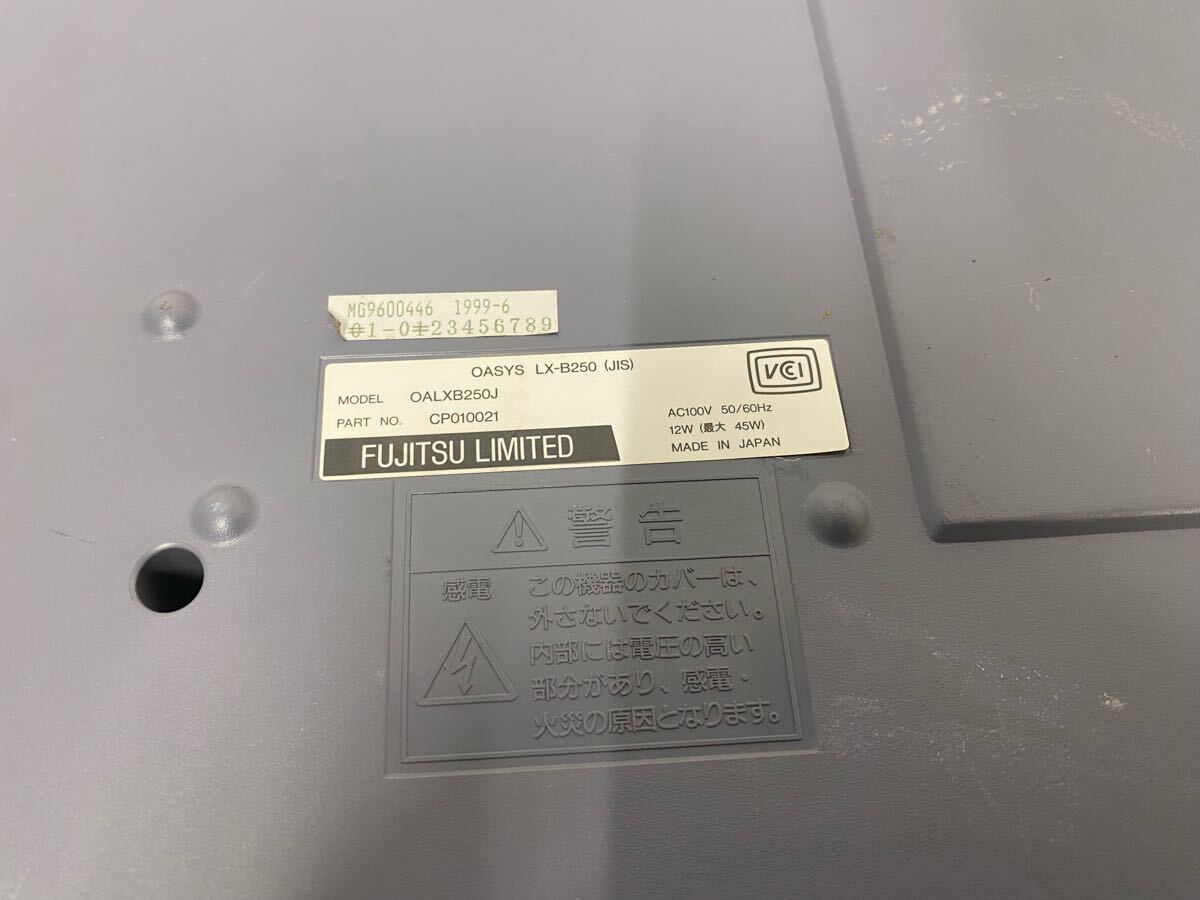 MG9600446 1999-6
01-0123456789
OASYS LX-B250 (JIS)
VCI
MODEL OALXB250J
PART NO. CP010021
AC100V 50/60Hz
12W (最大 45W)
MADE IN JAPAN
FUJITSU LIMITED
警告
感電
この機器のカバーは、
外さないでください。
内部には電圧の高い
部分があり、感電・
火災の原因となります。